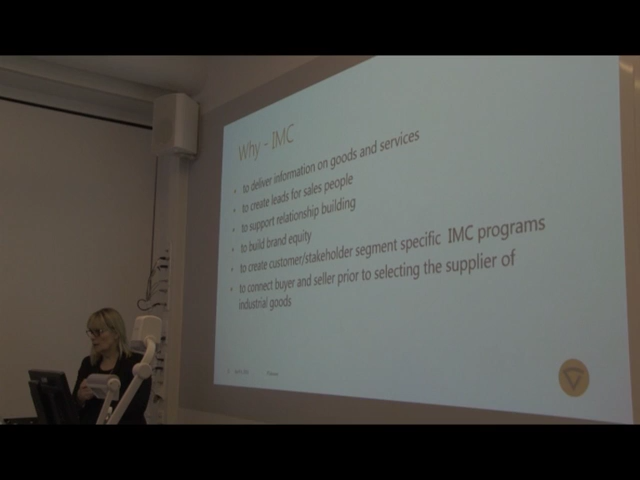 Why - IMC
• to deliver information on goods and services
• to create leads for sales people
• to support relationship building
• to build brand equity
• to create customer/stakeholder segment specific IMC programs
• to connect buyer and seller prior to selecting the supplier of
industrial goods